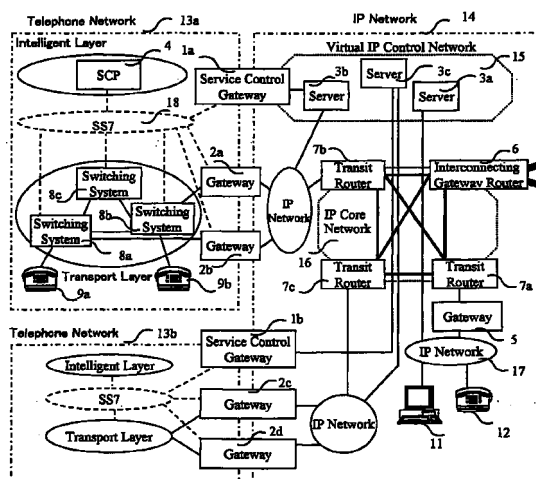 Telephone Network
13a
IP Network
14
Intelligent Layer
4
1a
Virtual IP Control Network
15
SCP
Service Control
Gateway
3b
Server
Server
3c
3a
Server
18
SS7
2a
7b
6
Switching
System
8c
Gateway
Transit
Router
Interconnecting
Gateway Router
Switching
System
8b
Switching
System
IP
Network
IP Core
Network
8a
Gateway
16
Transit
Router
Transit
Router
Transport Layer
2b
7c
7a
9a
9b
Gateway
1b
5
Telephone Network
13b
Service Control
Gateway
IP Network
17
Intelligent Layer
2c
SS7
Gateway
IP Network
2d
Transport Layer
Gateway
11
12